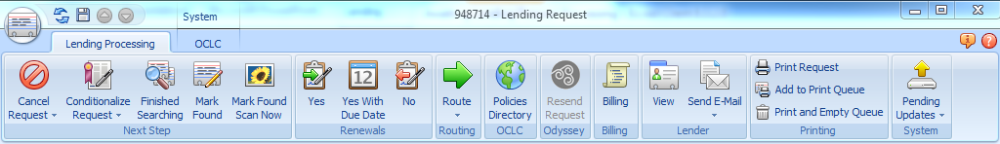 System
948714 - Lending Request
Lending Processing
OCLC
Cancel Request
Conditionalize Request
Finished Searching
Mark Found
Mark Found Scan Now
Next Step
Yes
12
Yes With Due Date
No
Renewals
Route
Routing
Policies Directory
OCLC
Resend Request
Odyssey
Billing
Billing
View
Send E-Mail
Lender
Print Request
Add to Print Queue
Print and Empty Queue
Printing
Pending Updates
System